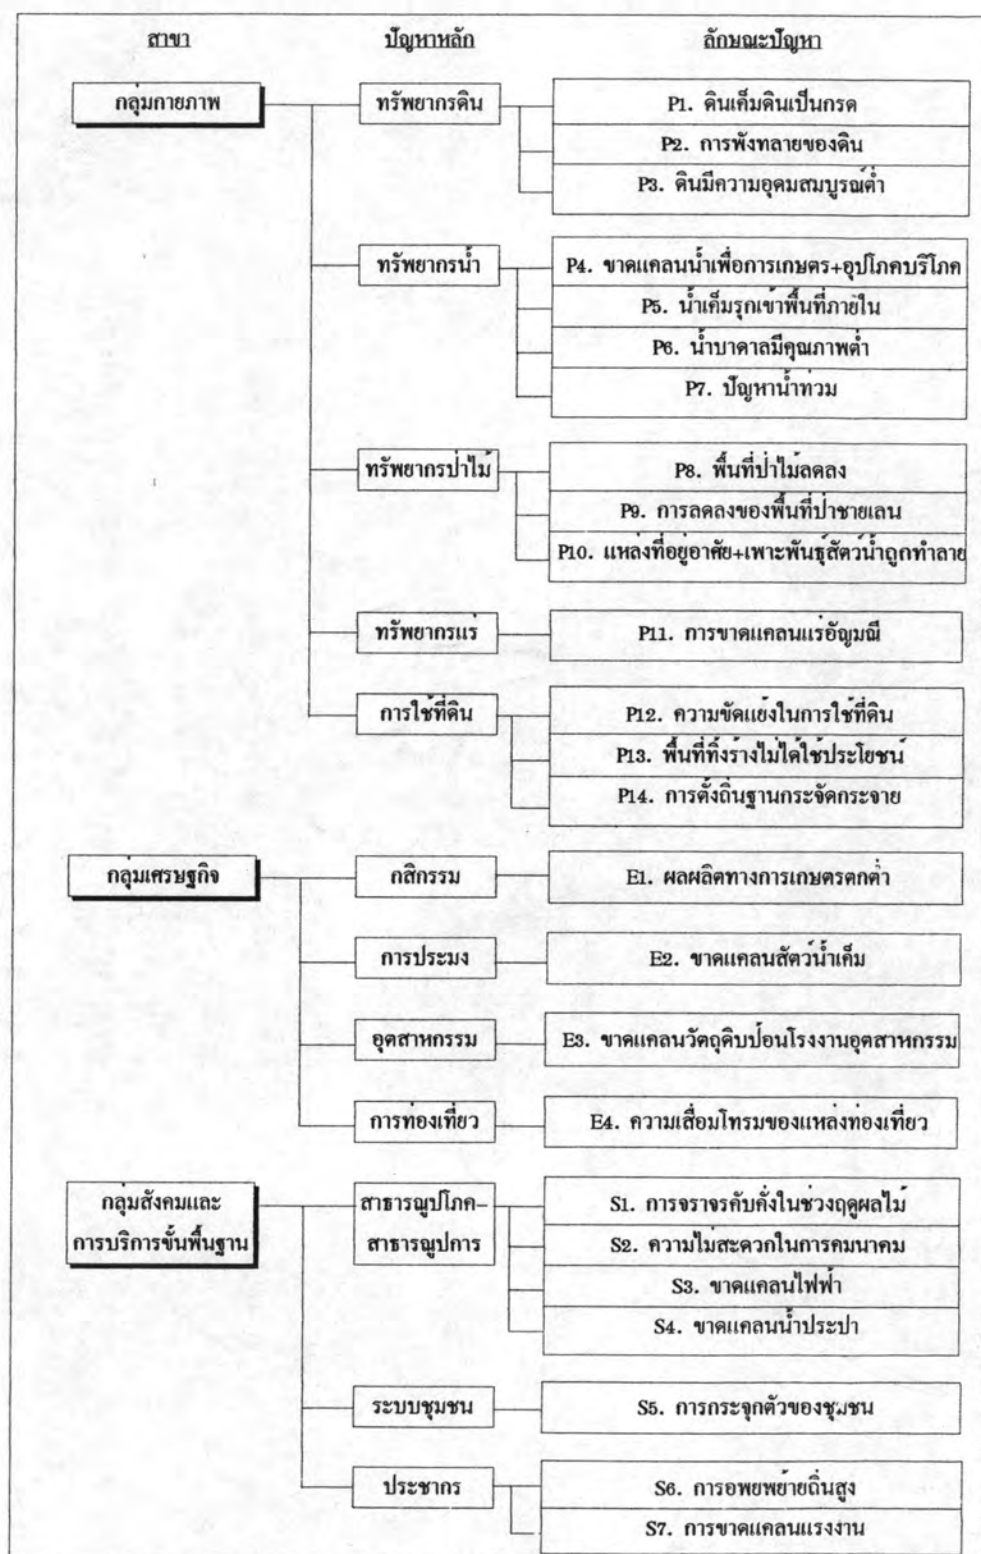 สาขา ปัญหาหลัก ลักษณะปัญหา
กลุ่มกายภาพ ทรัพยากรดิน P1. ดินเค็มดินเป็นกรด
P2. การพังทลายของดิน
P3. ดินมีความอุดมสมบูรณ์ต่ำ
ทรัพยากรน้ำ P4. ขาดแคลนน้ำเพื่อการเกษตร+อุปโภคบริโภค
P5. น้ำเค็มรุกเข้าพื้นที่ภายใน
P6. น้ำบาดาลมีคุณภาพต่ำ
P7. ปัญหาน้ำท่วม
ทรัพยากรป่าไม้ P8. พื้นที่ป่าไม้ลดลง
P9. การลดลงของพื้นที่ป่าชายเลน
P10. แหล่งที่อยู่อาศัย+เพาะพันธุ์สัตว์น้ำถูกทำลาย
ทรัพยากรแร่ P11. การขาดแคลนแร่อัญมณี
การใช้ที่ดิน P12. ความขัดแย้งในการใช้ที่ดิน
P13. พื้นที่ทิ้งร้างไม่ได้ใช้ประโยชน์
P14. การตั้งถิ่นฐานกระจัดกระจาย
กลุ่มเศรษฐกิจ กสิกรรม E1. ผลผลิตทางการเกษตรตกต่ำ
การประมง E2. ขาดแคลนสัตว์น้ำเค็ม
อุตสาหกรรม E3. ขาดแคลนวัตถุดิบป้อนโรงงานอุตสาหกรรม
การท่องเที่ยว E4. ความเสื่อมโทรมของแหล่งท่องเที่ยว
กลุ่มสังคมและ สาธารณูปโภค- S1. การจราจรคับคั่งในช่วงฤดูผลไม้
การบริการขั้นพื้นฐาน สาธารณูปการ S2. ความไม่สะดวกในการคมนาคม
S3. ขาดแคลนไฟฟ้า
S4. ขาดแคลนน้ำประปา
ระบบชุมชน S5. การกระจุกตัวของชุมชน
ประชากร S6. การอพยพย้ายถิ่นสูง
S7. การขาดแคลนแรงงาน